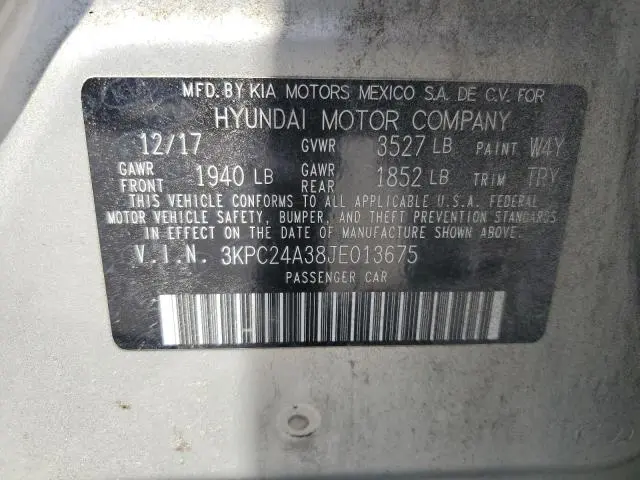 MFD. BY KIA MOTORS MEXICO S.A. DE C.V. FOR
HYUNDAI MOTOR COMPANY
12/17 GVWR 3527 LB PAINT W4Y
GAWR FRONT 1940 LB GAWR REAR 1852 LB TRIM TRY
THIS VEHICLE CONFORMS TO ALL APPLICABLE U.S.A. FEDERAL
MOTOR VEHICLE SAFETY, BUMPER, AND THEFT PREVENTION STANDARDS
IN EFFECT ON THE DATE OF MANUFACTURE SHOWN ABOVE.
V.I.N. 3KPC24A38JE013675
PASSENGER CAR